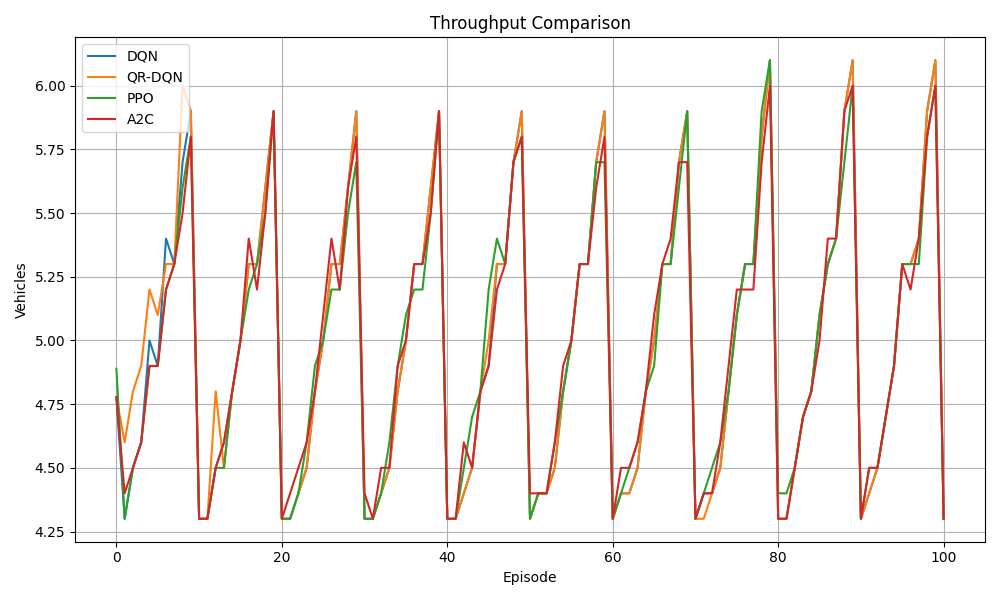 Throughput Comparison
DQN
QR-DQN
PPO
A2C
Vehicles
6.00
5.75
5.50
5.25
5.00
4.75
4.50
4.25
0 20 40 60 80 100
Episode